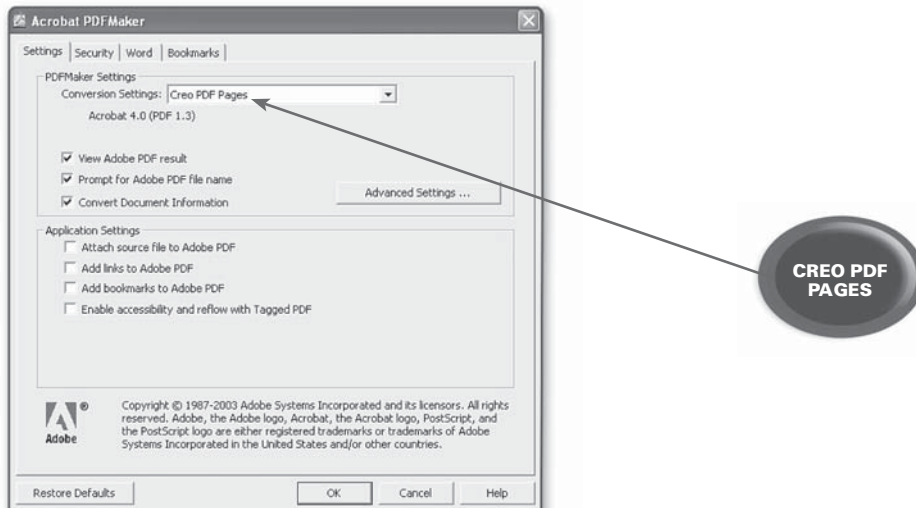 Acrobat PDFMaker
Settings Security Word Bookmarks
PDFMaker Settings
Conversion Settings: Creo PDF Pages
Acrobat 4.0 (PDF 1.3)
View Adobe PDF result
Prompt for Adobe PDF file name
Convert Document Information
Advanced Settings ...
Application Settings
Attach source file to Adobe PDF
Add links to Adobe PDF
Add bookmarks to Adobe PDF
Enable accessibility and reflow with Tagged PDF
CREO PDF
PAGES
Adobe
Copyright © 1987-2003 Adobe Systems Incorporated and its licensors. All rights
reserved. Adobe, the Adobe logo, Acrobat, the Acrobat logo, PostScript, and
the PostScript logo are either registered trademarks or trademarks of Adobe
Systems Incorporated in the United States and/or other countries.
Restore Defaults OK Cancel Help